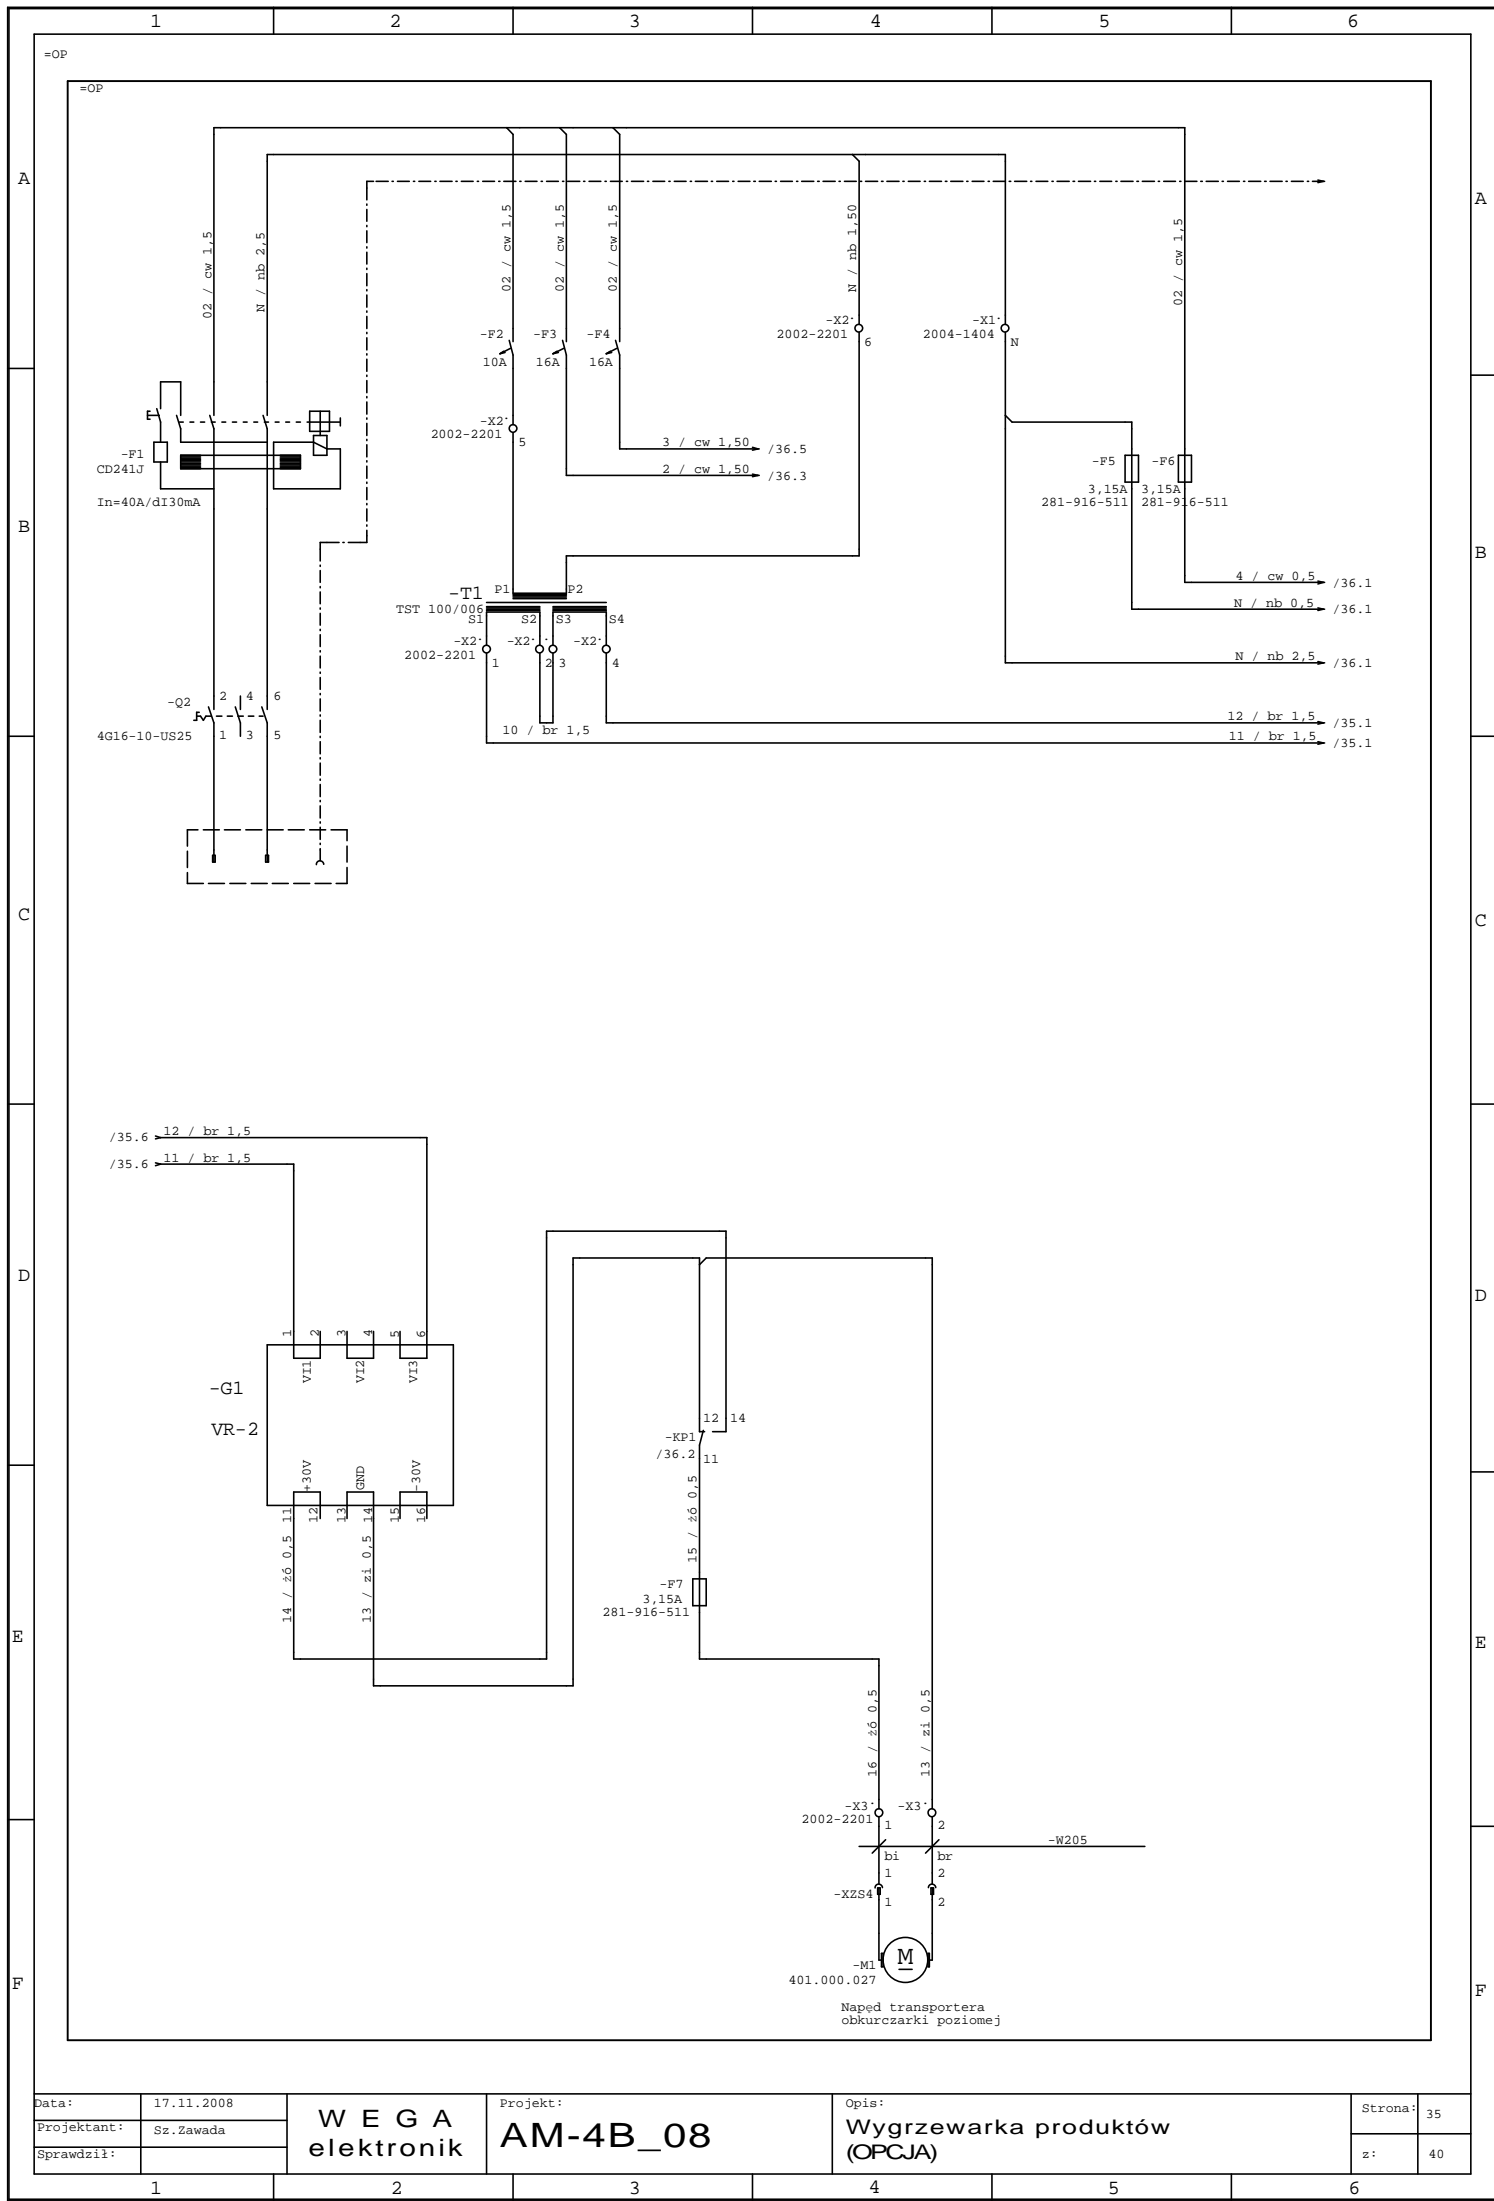 1 2 3 4 5 6
=OP
=OP
A A
02 / cw 1,5
N / nb 2,5
02 / cw 1,5
02 / cw 1,5
02 / cw 1,5
N / nb 1,50
02 / cw 1,5
-F2
10A
-F3
16A
-F4
16A
-X2
2002-2201
6
-X1
2004-1404
N
-F1
CD241J
In=40A/dI30mA
-X2
2002-2201
5
3 / cw 1,50 /36.5
2 / cw 1,50 /36.3
-F5
3,15A
281-916-511
-F6
3,15A
281-916-511
B B
4 / cw 0,5 /36.1
N / nb 0,5 /36.1
N / nb 2,5 /36.1
-T1
TST 100/006
P1 P2
S1 S2 S3 S4
-X2
2002-2201
1
-X2
2 3
-X2
4
10 / br 1,5
12 / br 1,5 /35.1
11 / br 1,5 /35.1
-Q2
4G16-10-US25
2 4 6
1 3 5
C C
/35.6 12 / br 1,5
/35.6 11 / br 1,5
D D
-G1
VR-2
1 2 3 4 5 6
VI1 VI2 VI3
+30V GND -30V
11 12 13 14 15 16
14 / żó 0,5
13 / zi 0,5
-KP1
/36.2
12 14
11
15 / żó 0,5
-F7
3,15A
281-916-511
E E
16 / żó 0,5
13 / zi 0,5
-X3
2002-2201
1
-X3
2
-W205
bi br
1 2
-XZS4
1 2
-M1
401.000.027
M
Napęd transportera
obkurczarki poziomej
F F
Data: 17.11.2008
Projektant: Sz.Zawada
Sprawdził:
W E G A
elektronik
Projekt:
AM-4B_08
Opis:
Wygrzewarka produktów
(OPCJA)
Strona: 35
z: 40
1 2 3 4 5 6